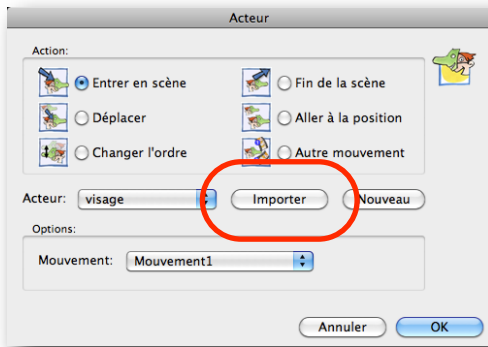 Acteur
Action:
Entrer en scène
Fin de la scène
Déplacer
Aller à la position
Changer l'ordre
Autre mouvement
Acteur: visage Importer Nouveau
Options:
Mouvement: Mouvement1
Annuler OK